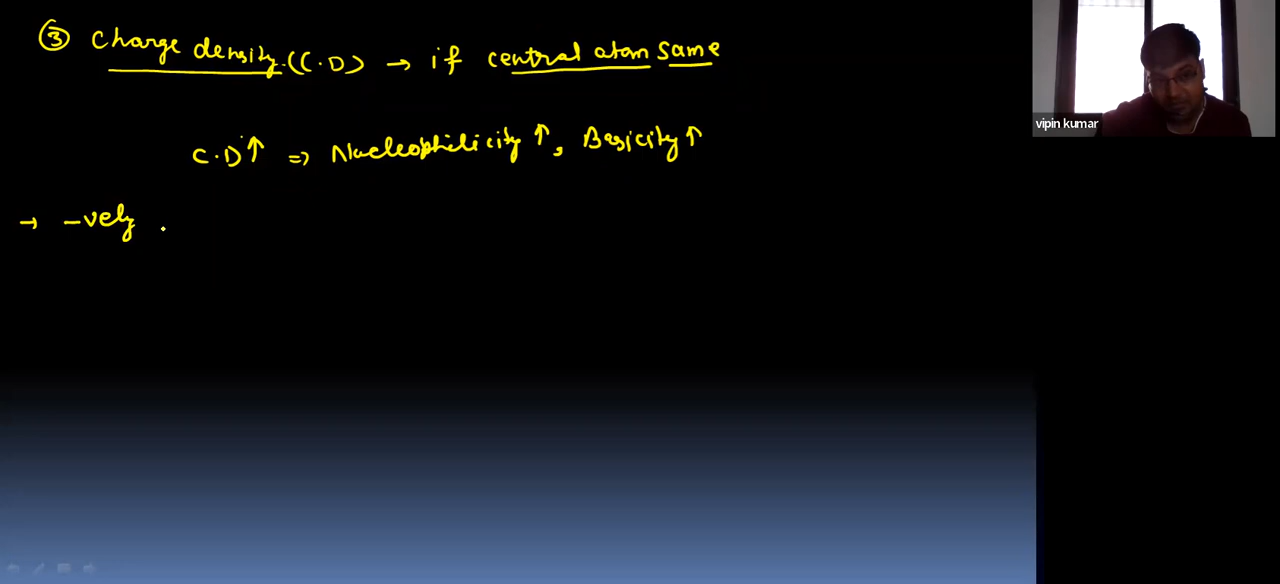 ③ Charge density.(C.D) → if central atom same
vipin kumar
C.D↑ ⇒ Nucleophilicity ↑, Basicity ↑
→ -vely